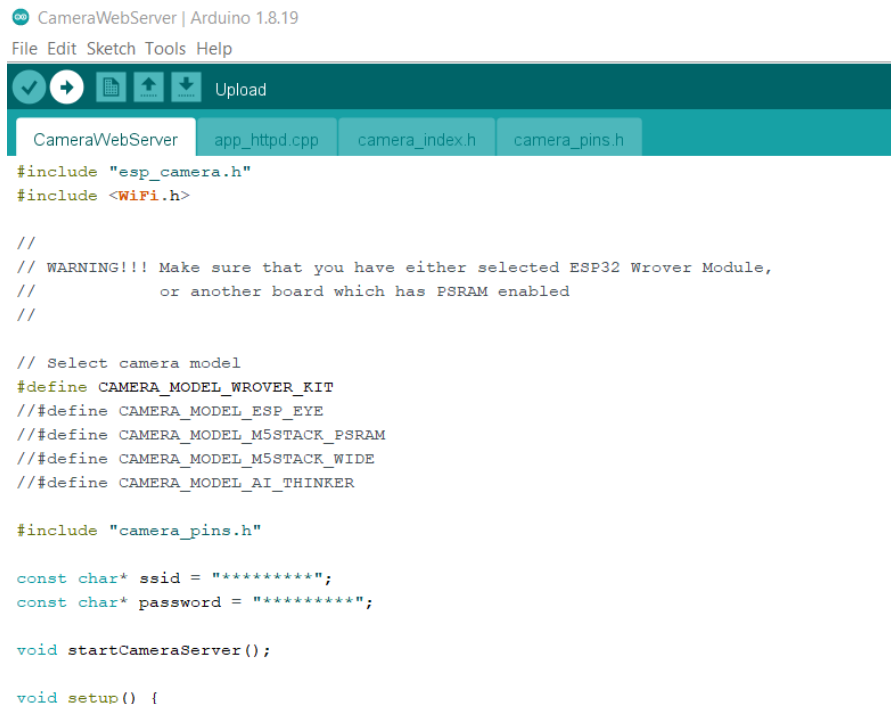 CameraWebServer | Arduino 1.8.19
File Edit Sketch Tools Help
Upload
CameraWebServer app_httpd.cpp camera_index.h camera_pins.h
#include "esp_camera.h"
#include <WiFi.h>
//
// WARNING!!! Make sure that you have either selected ESP32 Wrover Module,
//            or another board which has PSRAM enabled
//
// Select camera model
#define CAMERA_MODEL_WROVER_KIT
//#define CAMERA_MODEL_ESP_EYE
//#define CAMERA_MODEL_M5STACK_PSRAM
//#define CAMERA_MODEL_M5STACK_WIDE
//#define CAMERA_MODEL_AI_THINKER
#include "camera_pins.h"
const char* ssid = "*********";
const char* password = "*********";
void startCameraServer();
void setup() {